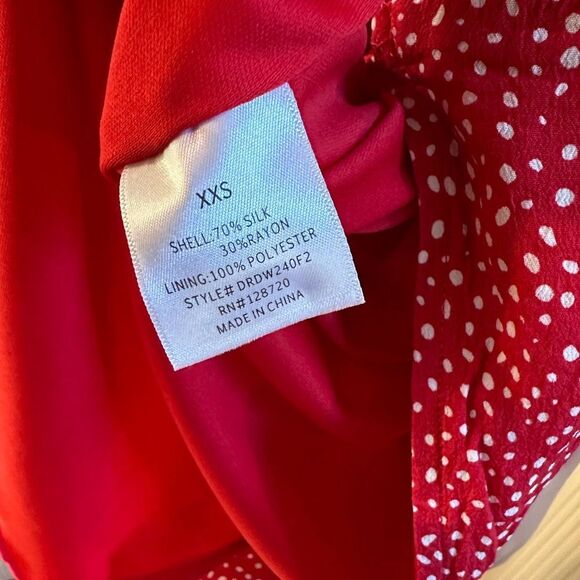 XXS
SHELL:70% SILK
30%RAYON
LINING:100% POLYESTER
STYLE# DRDW240F2
RN#128720
MADE IN CHINA